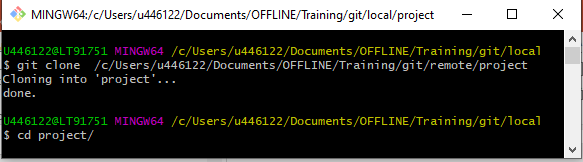 MINGW64:/c/Users/u446122/Documents/OFFLINE/Training/git/local/project
U446122@LT91751 MINGW64 /c/Users/u446122/Documents/OFFLINE/Training/git/local
$ git clone  /c/Users/u446122/Documents/OFFLINE/Training/git/remote/project
Cloning into 'project'...
done.
U446122@LT91751 MINGW64 /c/Users/u446122/Documents/OFFLINE/Training/git/local
$ cd project/